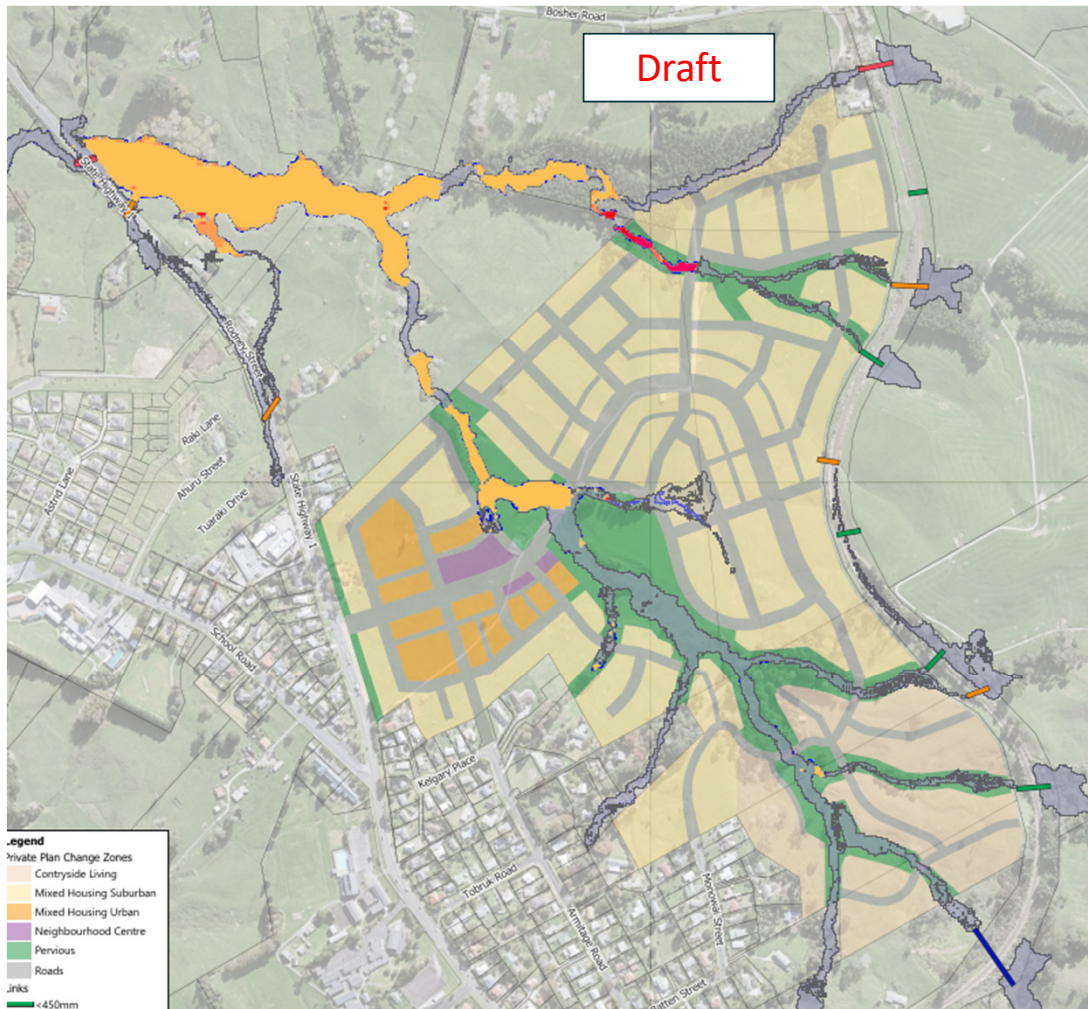 Bosher Road
Draft
State Highway 1
Rodney Street
Raki Lane
Ahuru Street
Astrid Lane
Tuaraki Drive
State Highway 1
School Road
Kelgary Place
Tobruk Road
Armitage Road
Monowai Street
Batten Street
Legend
Private Plan Change Zones
Contryside Living
Mixed Housing Suburban
Mixed Housing Urban
Neighbourhood Centre
Pervious
Roads
Links
<450mm